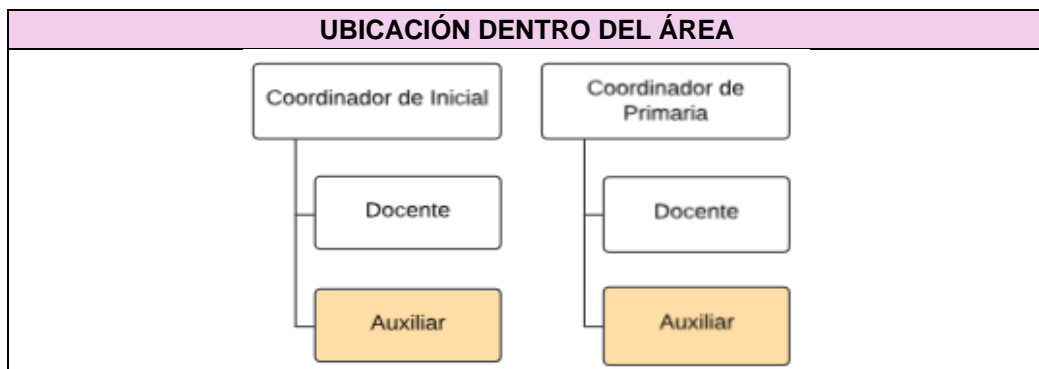 UBICACIÓN DENTRO DEL ÁREA
Coordinador de Inicial
Docente
Auxiliar
Coordinador de
Primaria
Docente
Auxiliar